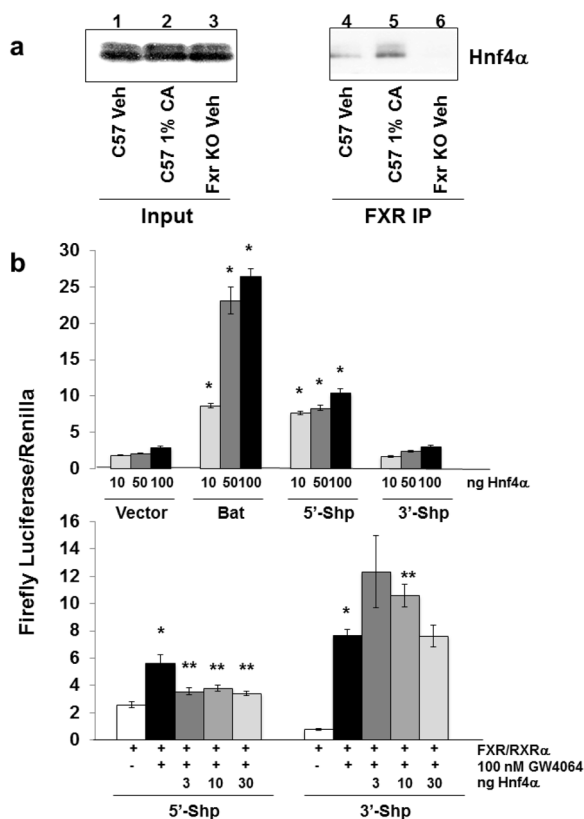 a
1 2 3
4 5 6
Hnf4α
C57 Veh
C57 1% CA
Fxr KO Veh
C57 Veh
C57 1% CA
Fxr KO Veh
Input
FXR IP
b
Firefly Luciferase/Renilla
30
25
20
15
10
5
0
* * * * * *
10 50 100 10 50 100 10 50 100 10 50 100 ng Hnf4α
Vector Bat 5'-Shp 3'-Shp
16
14
12
10
8
6
4
2
0
* ** ** ** * **
+ + + + + + + + + + FXR/RXRα
- + + + + - + + + + 100 nM GW4064
3 10 30 3 10 30 ng Hnf4α
5'-Shp 3'-Shp